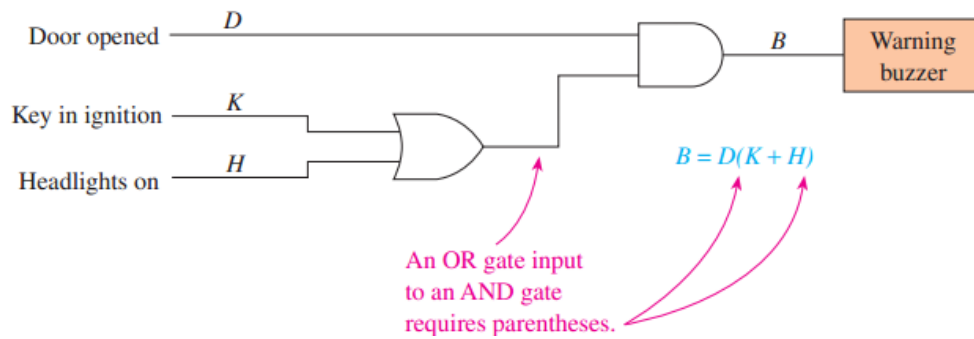 Door opened
D
B
Warning
buzzer
Key in ignition
K
B = D(K + H)
Headlights on
H
An OR gate input
to an AND gate
requires parentheses.